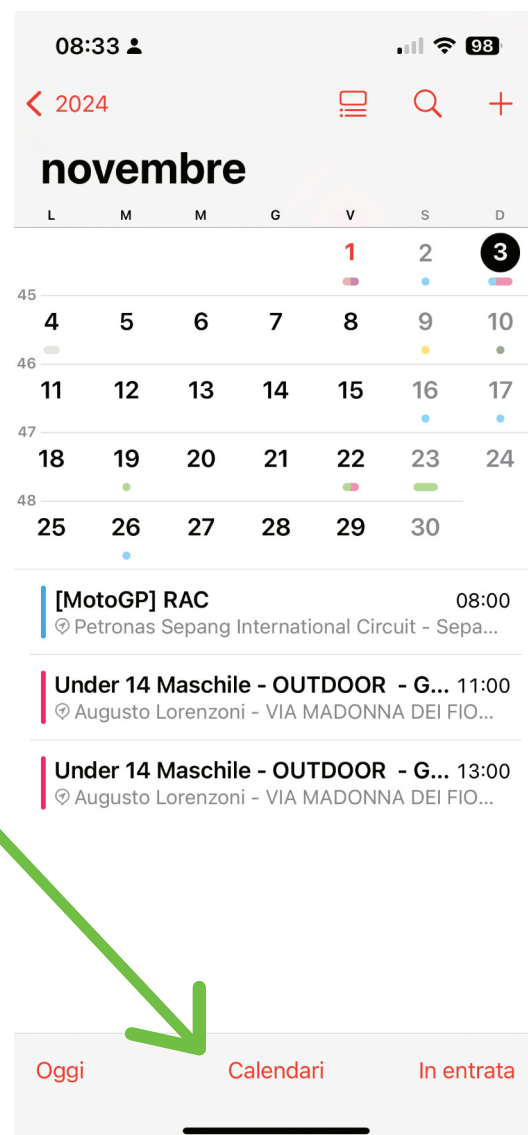 08:33 98
2024
novembre
L M M G V S D
1 2 3
45
4 5 6 7 8 9 10
46
11 12 13 14 15 16 17
47
18 19 20 21 22 23 24
48
25 26 27 28 29 30
[MotoGP] RAC 08:00
Petronas Sepang International Circuit - Sepa...
Under 14 Maschile - OUTDOOR - G... 11:00
Augusto Lorenzoni - VIA MADONNA DEI FIO...
Under 14 Maschile - OUTDOOR - G... 13:00
Augusto Lorenzoni - VIA MADONNA DEI FIO...
Oggi Calendari In entrata